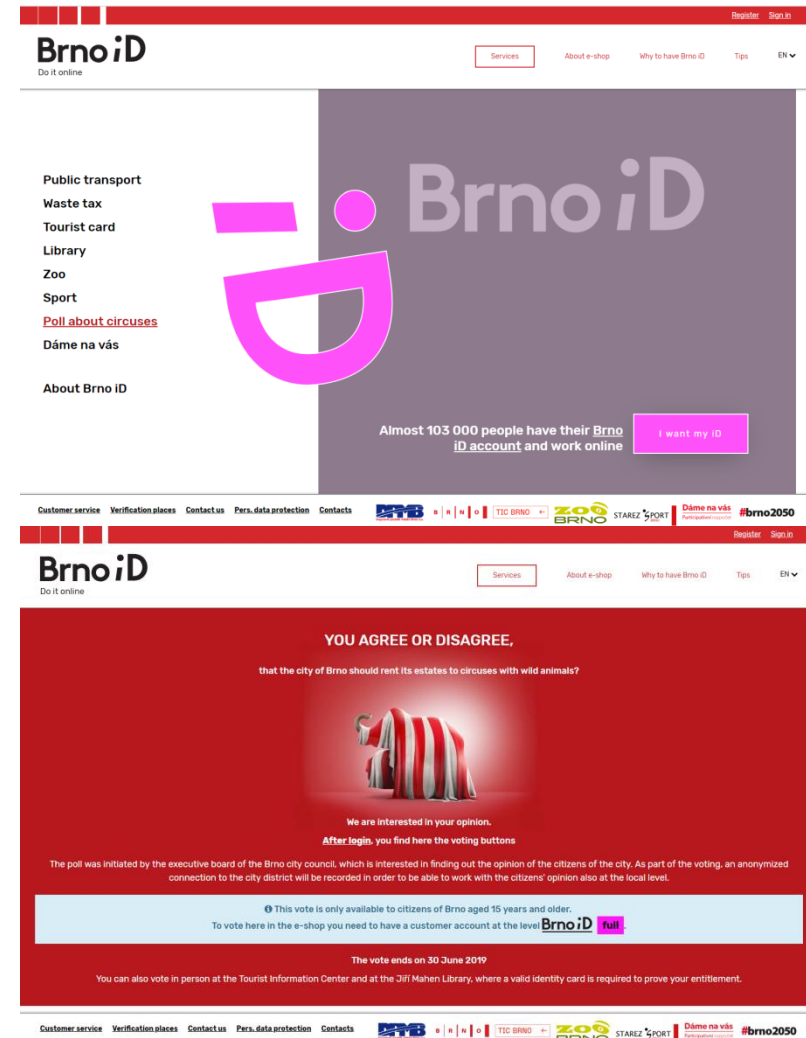 Register Sign in
Brno iD
Do it online
Services About e-shop Why to have Brno iD Tips EN
Brno iD
Public transport
Waste tax
Tourist card
Library
Zoo
Sport
Poll about circuses
Dáme na vás
About Brno iD
Almost 103 000 people have their Brno
iD account and work online
I want my iD
Customer service Verification places Contact us Pers. data protection Contacts B R N O TIC BRNO ZOO BRNO STAREZ SPORT Dáme na vás #brno2050
Register Sign in
Brno iD
Do it online
Services About e-shop Why to have Brno iD Tips EN
YOU AGREE OR DISAGREE,
that the city of Brno should rent its estates to circuses with wild animals?
We are interested in your opinion.
After login, you find here the voting buttons
The poll was initiated by the executive board of the Brno city council, which is interested in finding out the opinion of the citizens of the city. As part of the voting, an anonymized
connection to the city district will be recorded in order to be able to work with the citizens' opinion also at the local level.
This vote is only available to citizens of Brno aged 15 years and older.
To vote here in the e-shop you need to have a customer account at the level Brno iD full .
The vote ends on 30 June 2019
You can also vote in person at the Tourist Information Center and at the Jiří Mahen Library, where a valid identity card is required to prove your entitlement.
Customer service Verification places Contact us Pers. data protection Contacts B R N O TIC BRNO ZOO BRNO STAREZ SPORT Dáme na vás #brno2050